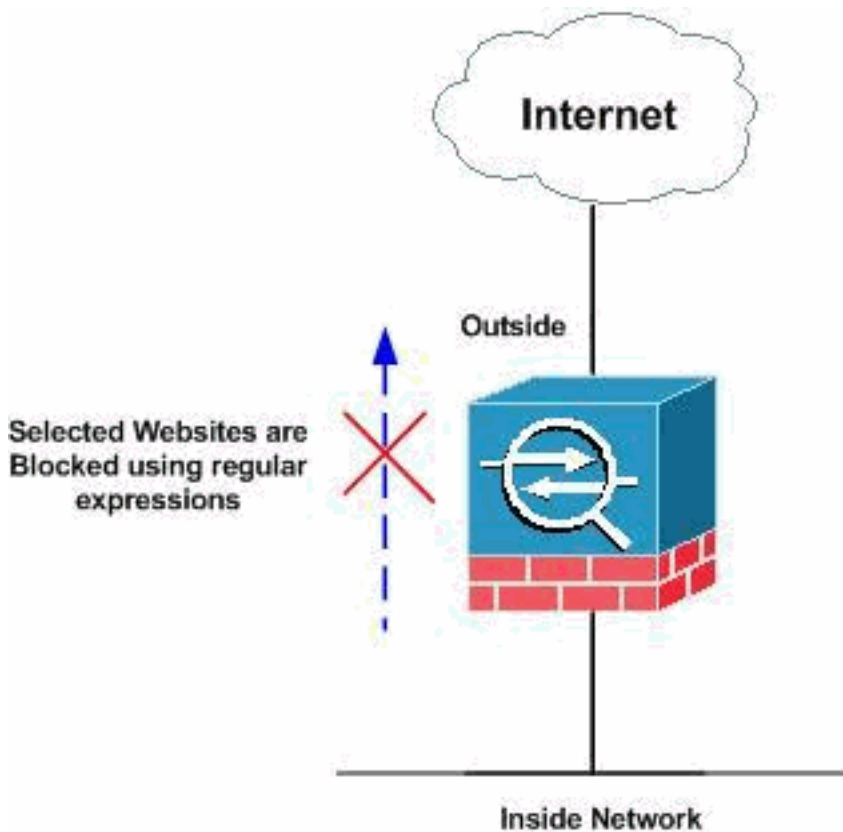 Internet
Outside
Selected Websites are
Blocked using regular
expressions
Inside Network